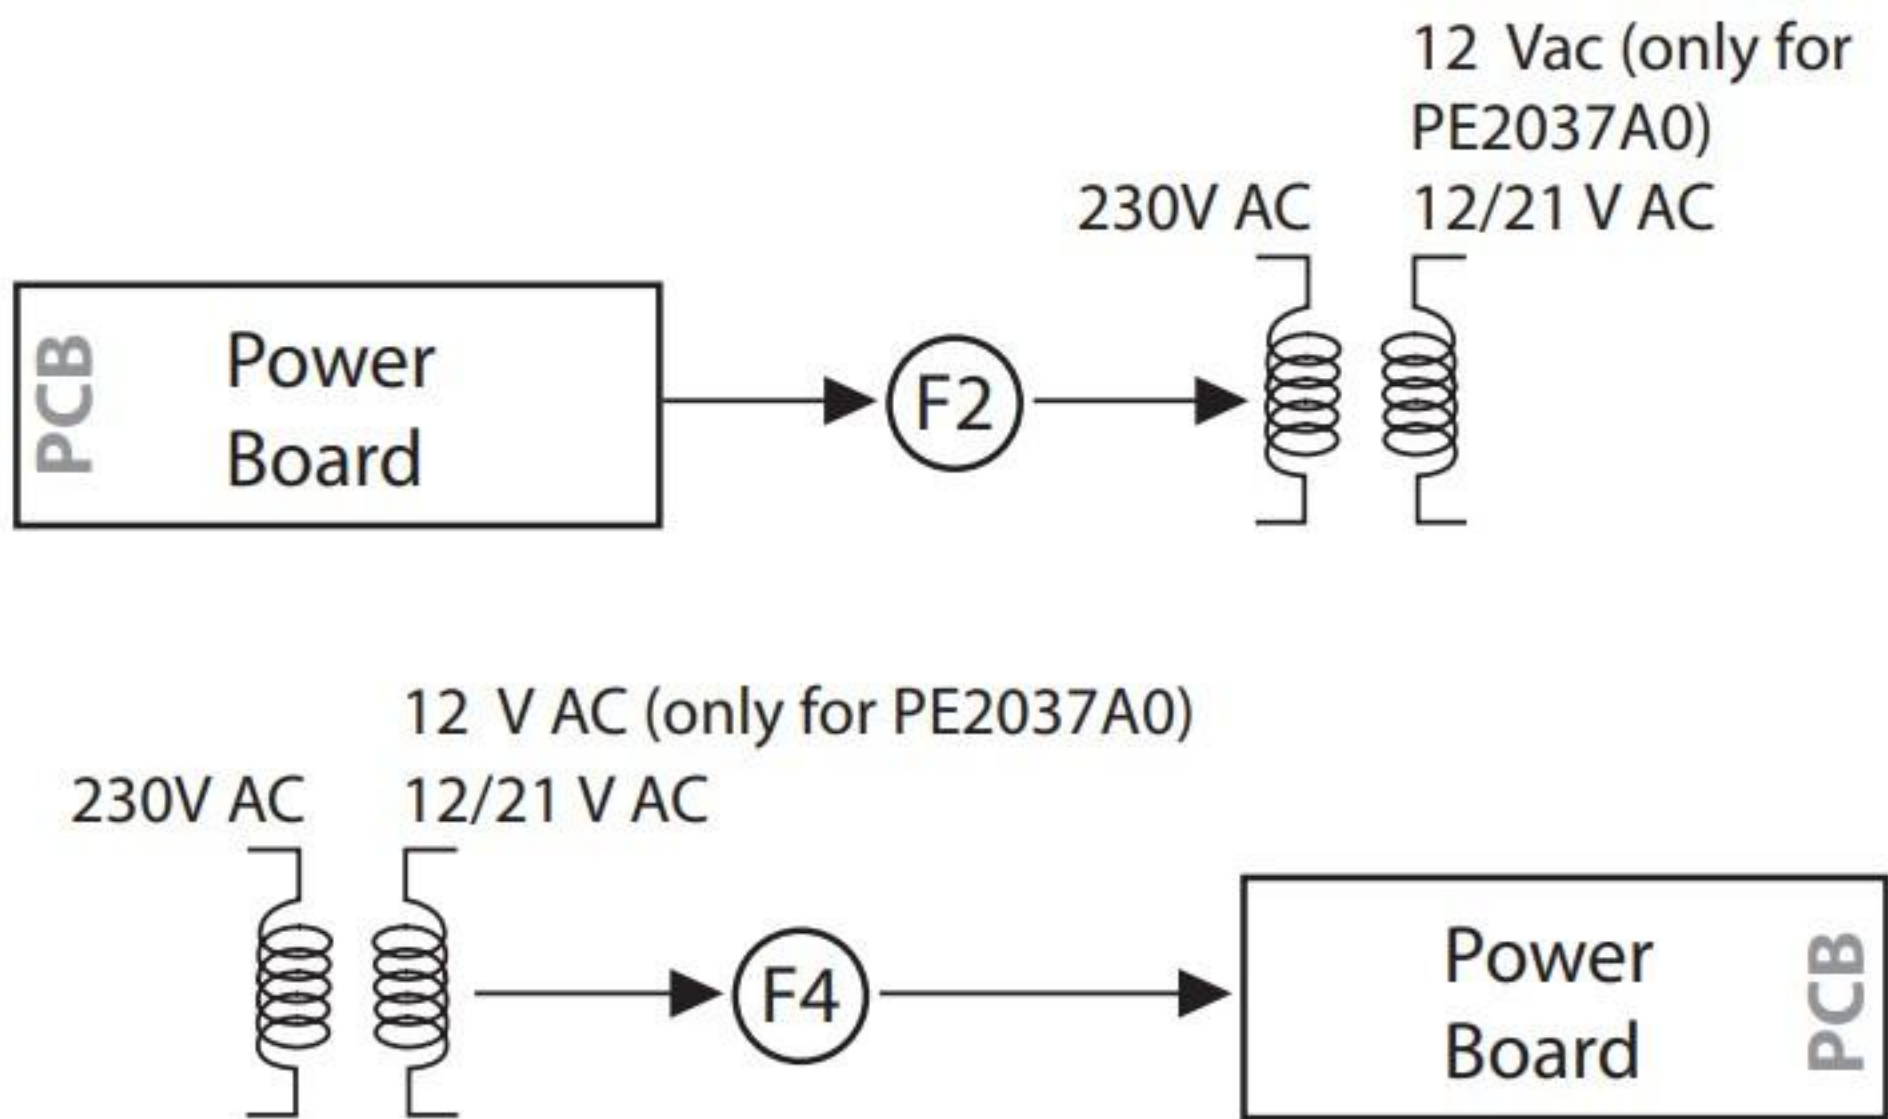 12 Vac (only for
PE2037A0)
230V AC
12/21 V AC
PCB
Power
Board
F2
12 V AC (only for PE2037A0)
230V AC
12/21 V AC
F4
Power
Board
PCB